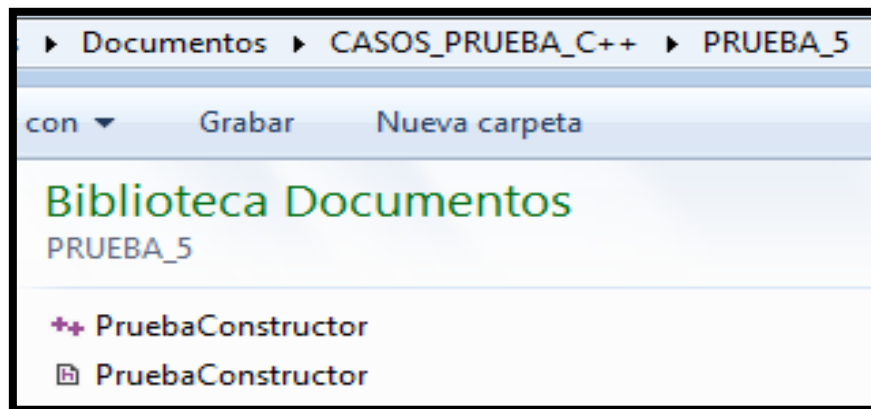 Documentos CASOS_PRUEBA_C++ PRUEBA_5
con Grabar Nueva carpeta
Biblioteca Documentos
PRUEBA_5
PruebaConstructor
PruebaConstructor